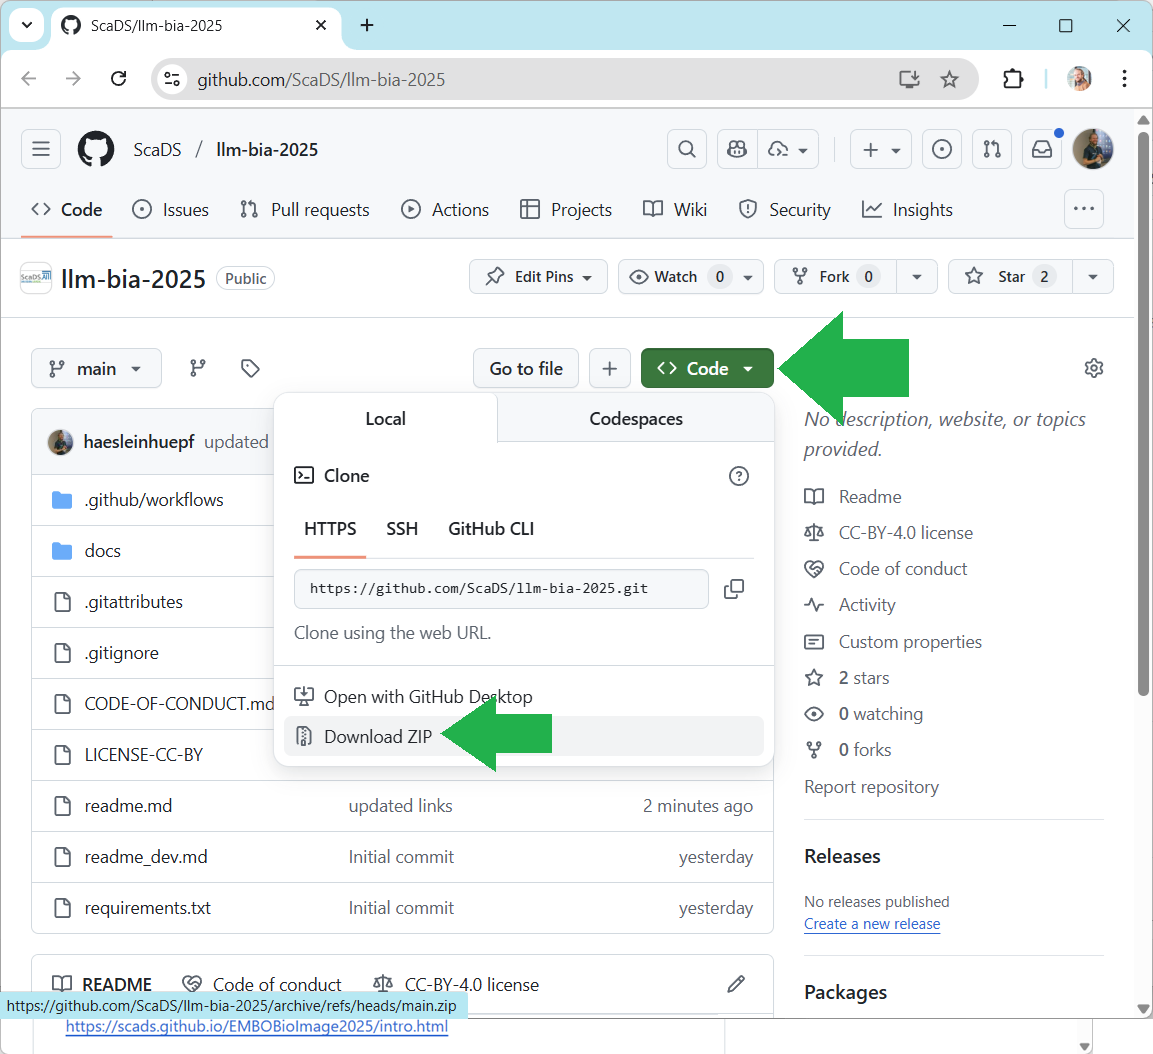 ScaDS/llm-bia-2025
github.com/ScaDS/llm-bia-2025
ScaDS / llm-bia-2025
Code Issues Pull requests Actions Projects Wiki Security Insights
llm-bia-2025 Public Edit Pins Watch 0 Fork 0 Star 2
main Go to file Code
Local Codespaces
No description, website, or topics
provided.
haesleinhuepf updated
Clone
Readme
.github/workflows
HTTPS SSH GitHub CLI
CC-BY-4.0 license
docs
Code of conduct
https://github.com/ScaDS/llm-bia-2025.git
.gitattributes
Activity
Clone using the web URL.
Custom properties
.gitignore
2 stars
Open with GitHub Desktop
CODE-OF-CONDUCT.md
0 watching
Download ZIP
LICENSE-CC-BY
0 forks
Report repository
readme.md updated links 2 minutes ago
readme_dev.md Initial commit yesterday
Releases
requirements.txt Initial commit yesterday
No releases published
Create a new release
README Code of conduct CC-BY-4.0 license
Packages
https://github.com/ScaDS/llm-bia-2025/archive/refs/heads/main.zip
https://scads.github.io/EMBOBioImage2025/intro.html